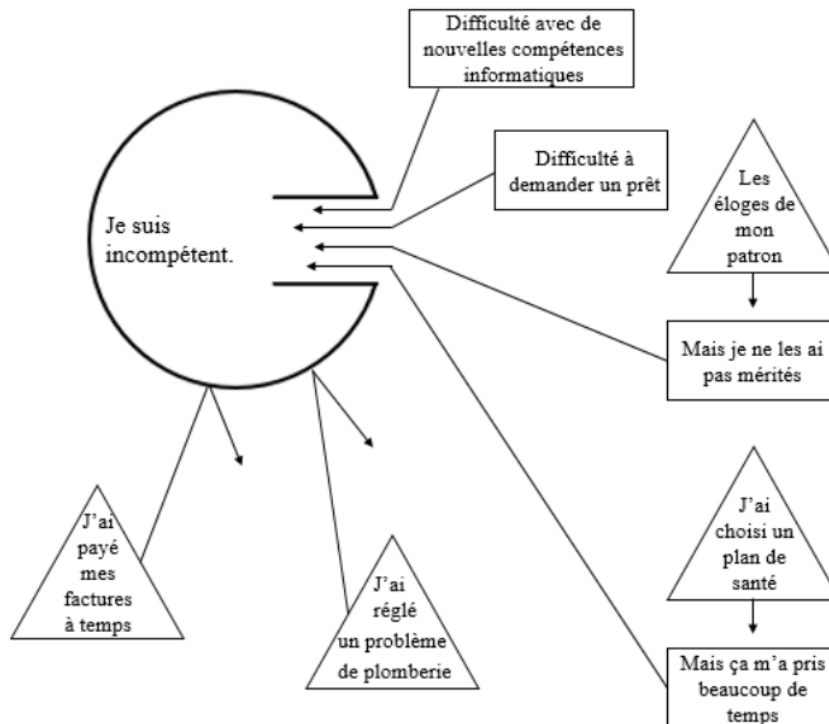 Difficulté avec de
nouvelles compétences
informatiques
Difficulté à
demander un prêt
Les
éloges de
mon
patron
Je suis
incompétent.
Mais je ne les ai
pas mérités
J'ai
choisi un
plan de
santé
J'ai
payé
mes
factures
à temps
J'ai
réglé
un problème
de plomberie
Mais ça m'a pris
beaucoup de
temps